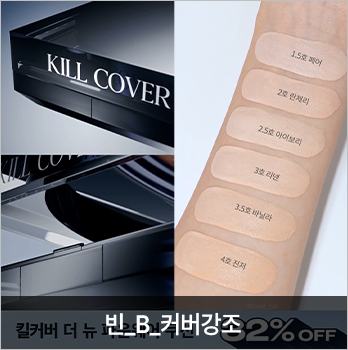 KILL COVER
KILL COVER
1.5호 페어
2호 란제리
2.5호 아이보리
3호 리넨
3.5호 바닐라
4호 진저
킬커버 더 뉴
OFF
빈_B_커버강조